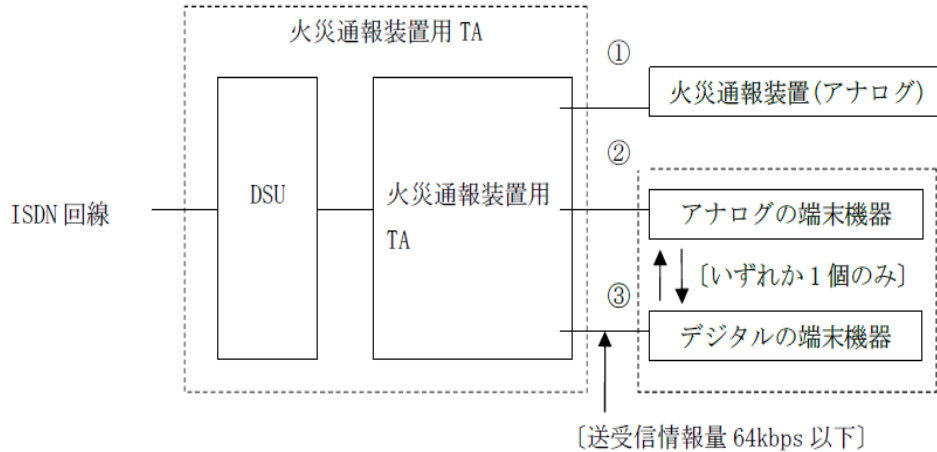 火災通報装置用 TA
①
火災通報装置(アナログ)
②
DSU
火災通報装置用
TA
ISDN 回線
アナログの端末機器
〔いずれか 1 個のみ〕
③
デジタルの端末機器
〔送受信情報量 64kbps 以下〕